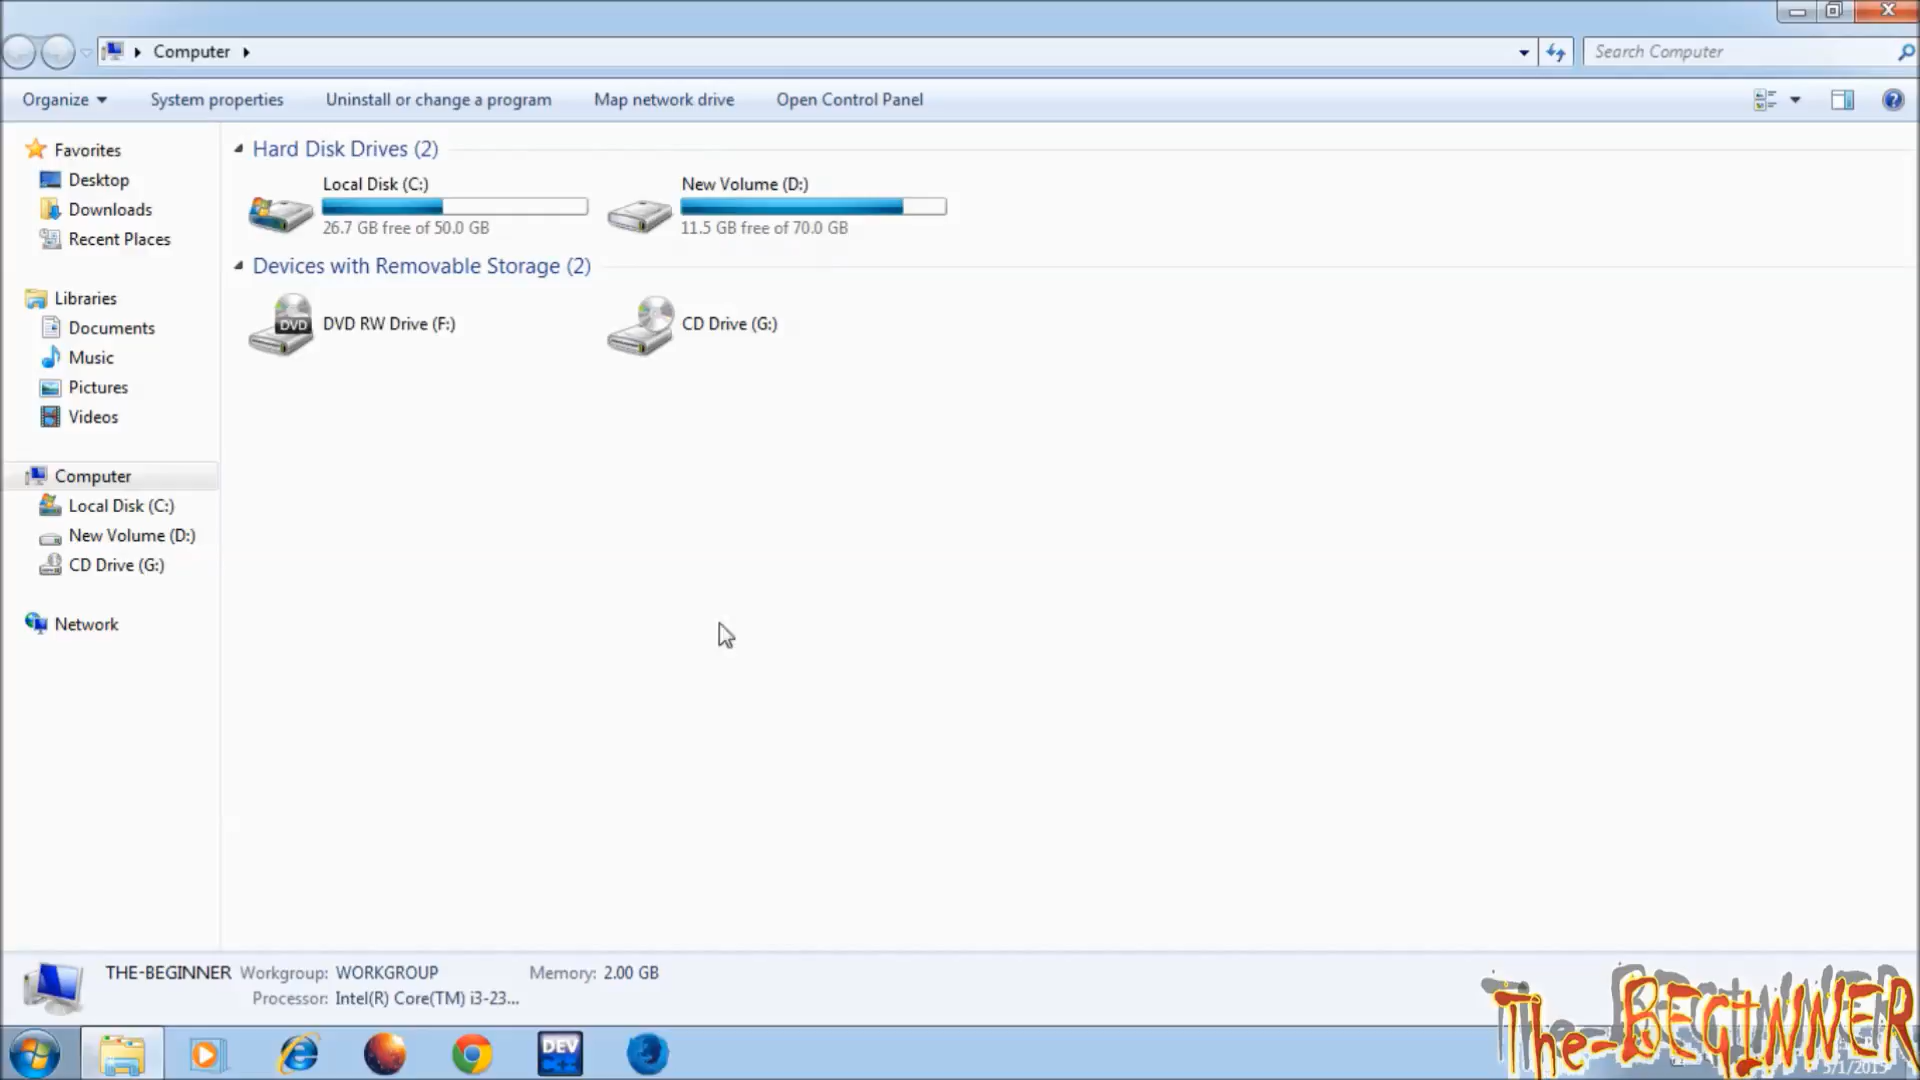 Computer
Search Computer
Organize
System properties
Uninstall or change a program
Map network drive
Open Control Panel
Favorites
Desktop
Downloads
Recent Places
Libraries
Documents
Music
Pictures
Videos
Computer
Local Disk (C:)
New Volume (D:)
CD Drive (G:)
Network
Hard Disk Drives (2)
Local Disk (C:)
26.7 GB free of 50.0 GB
New Volume (D:)
11.5 GB free of 70.0 GB
Devices with Removable Storage (2)
DVD
DVD RW Drive (F:)
CD Drive (G:)
THE-BEGINNER Workgroup: WORKGROUP Memory: 2.00 GB
Processor: Intel(R) Core(TM) i3-23...
DEV
C++
The-BEGINNER